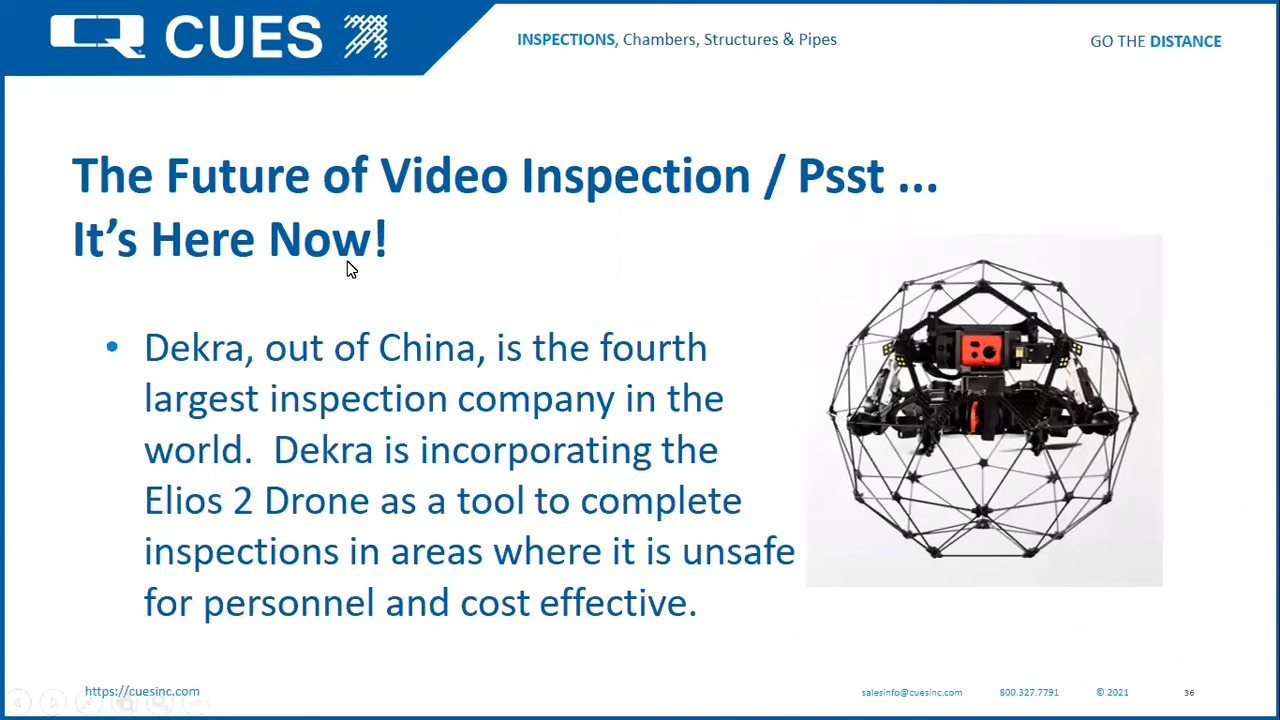 CUES
INSPECTIONS, Chambers, Structures & Pipes
GO THE DISTANCE
The Future of Video Inspection / Psst ...
It’s Here Now!
• Dekra, out of China, is the fourth
largest inspection company in the
world.  Dekra is incorporating the
Elios 2 Drone as a tool to complete
inspections in areas where it is unsafe
for personnel and cost effective.
https://cuesinc.com
salesinfo@cuesinc.com
800.327.7791
© 2021
36